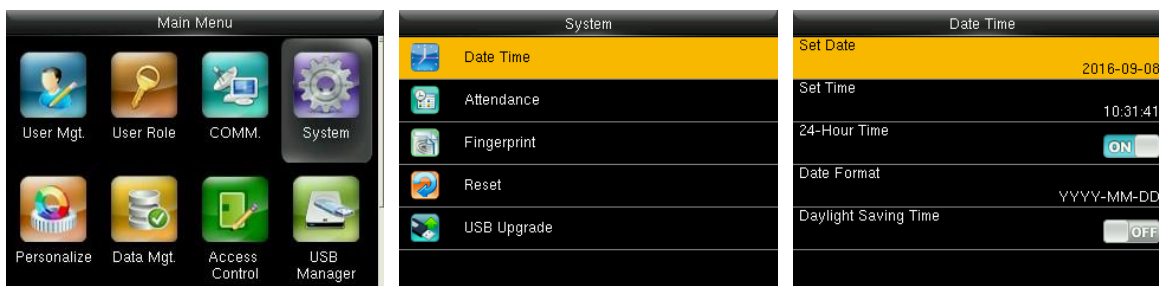 Main Menu
User Mgt.
User Role
COMM.
System
Personalize
Data Mgt.
Access
Control
USB
Manager
System
Date Time
Attendance
Fingerprint
Reset
USB Upgrade
Date Time
Set Date
2016-09-08
Set Time
10:31:41
24-Hour Time
ON
Date Format
YYYY-MM-DD
Daylight Saving Time
OFF